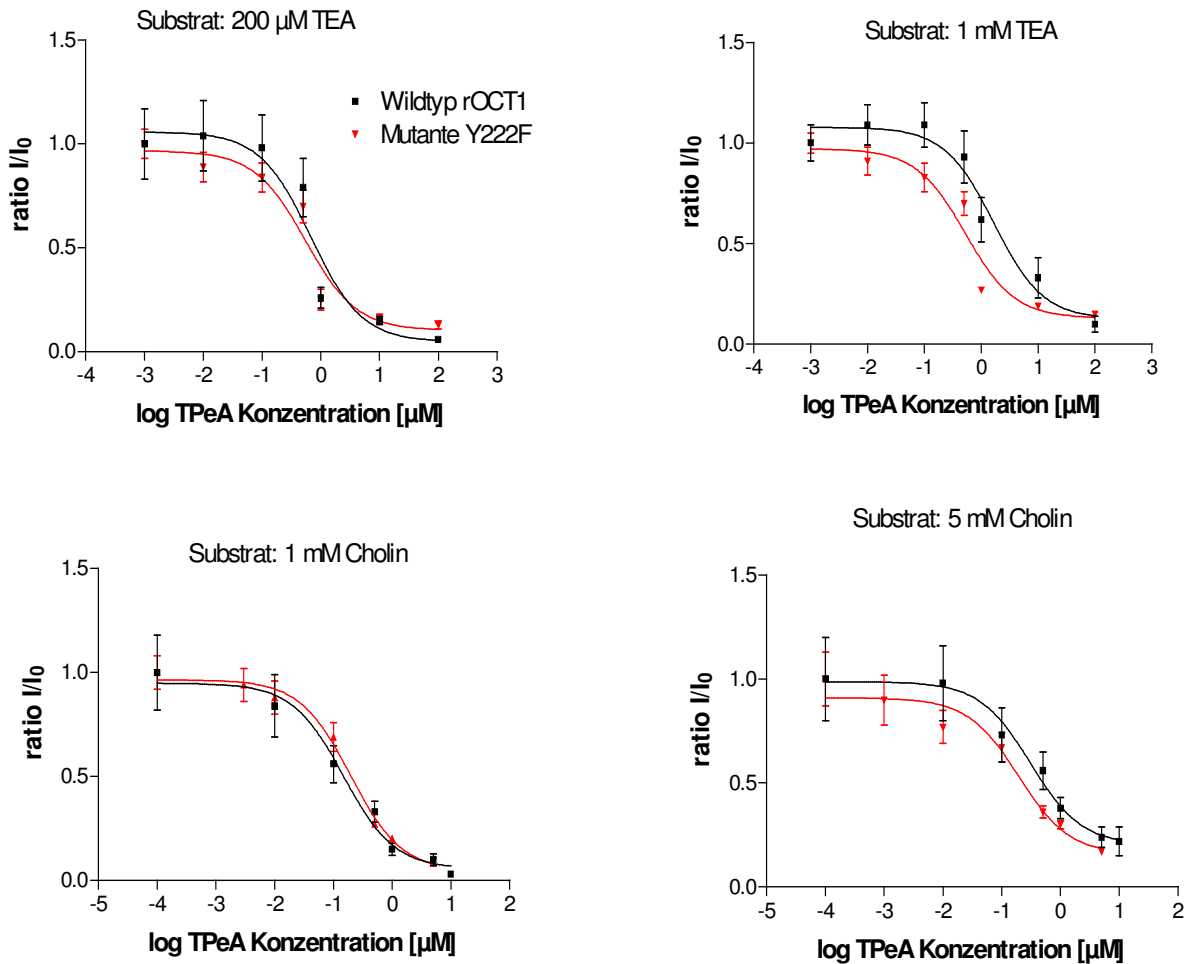 Substrat: 200 µM TEA
1.5
1.0
0.5
0.0
ratio I/I0
Wildtyp rOCT1
Mutante Y222F
-4 -3 -2 -1 0 1 2 3
log TPeA Konzentration [µM]
Substrat: 1 mM TEA
1.5
1.0
0.5
0.0
ratio I/I0
-4 -3 -2 -1 0 1 2 3
log TPeA Konzentration [µM]
Substrat: 1 mM Cholin
1.5
1.0
0.5
0.0
ratio I/I0
-5 -4 -3 -2 -1 0 1 2
log TPeA Konzentration [µM]
Substrat: 5 mM Cholin
1.5
1.0
0.5
0.0
ratio I/I0
-5 -4 -3 -2 -1 0 1 2
log TPeA Konzentration [µM]